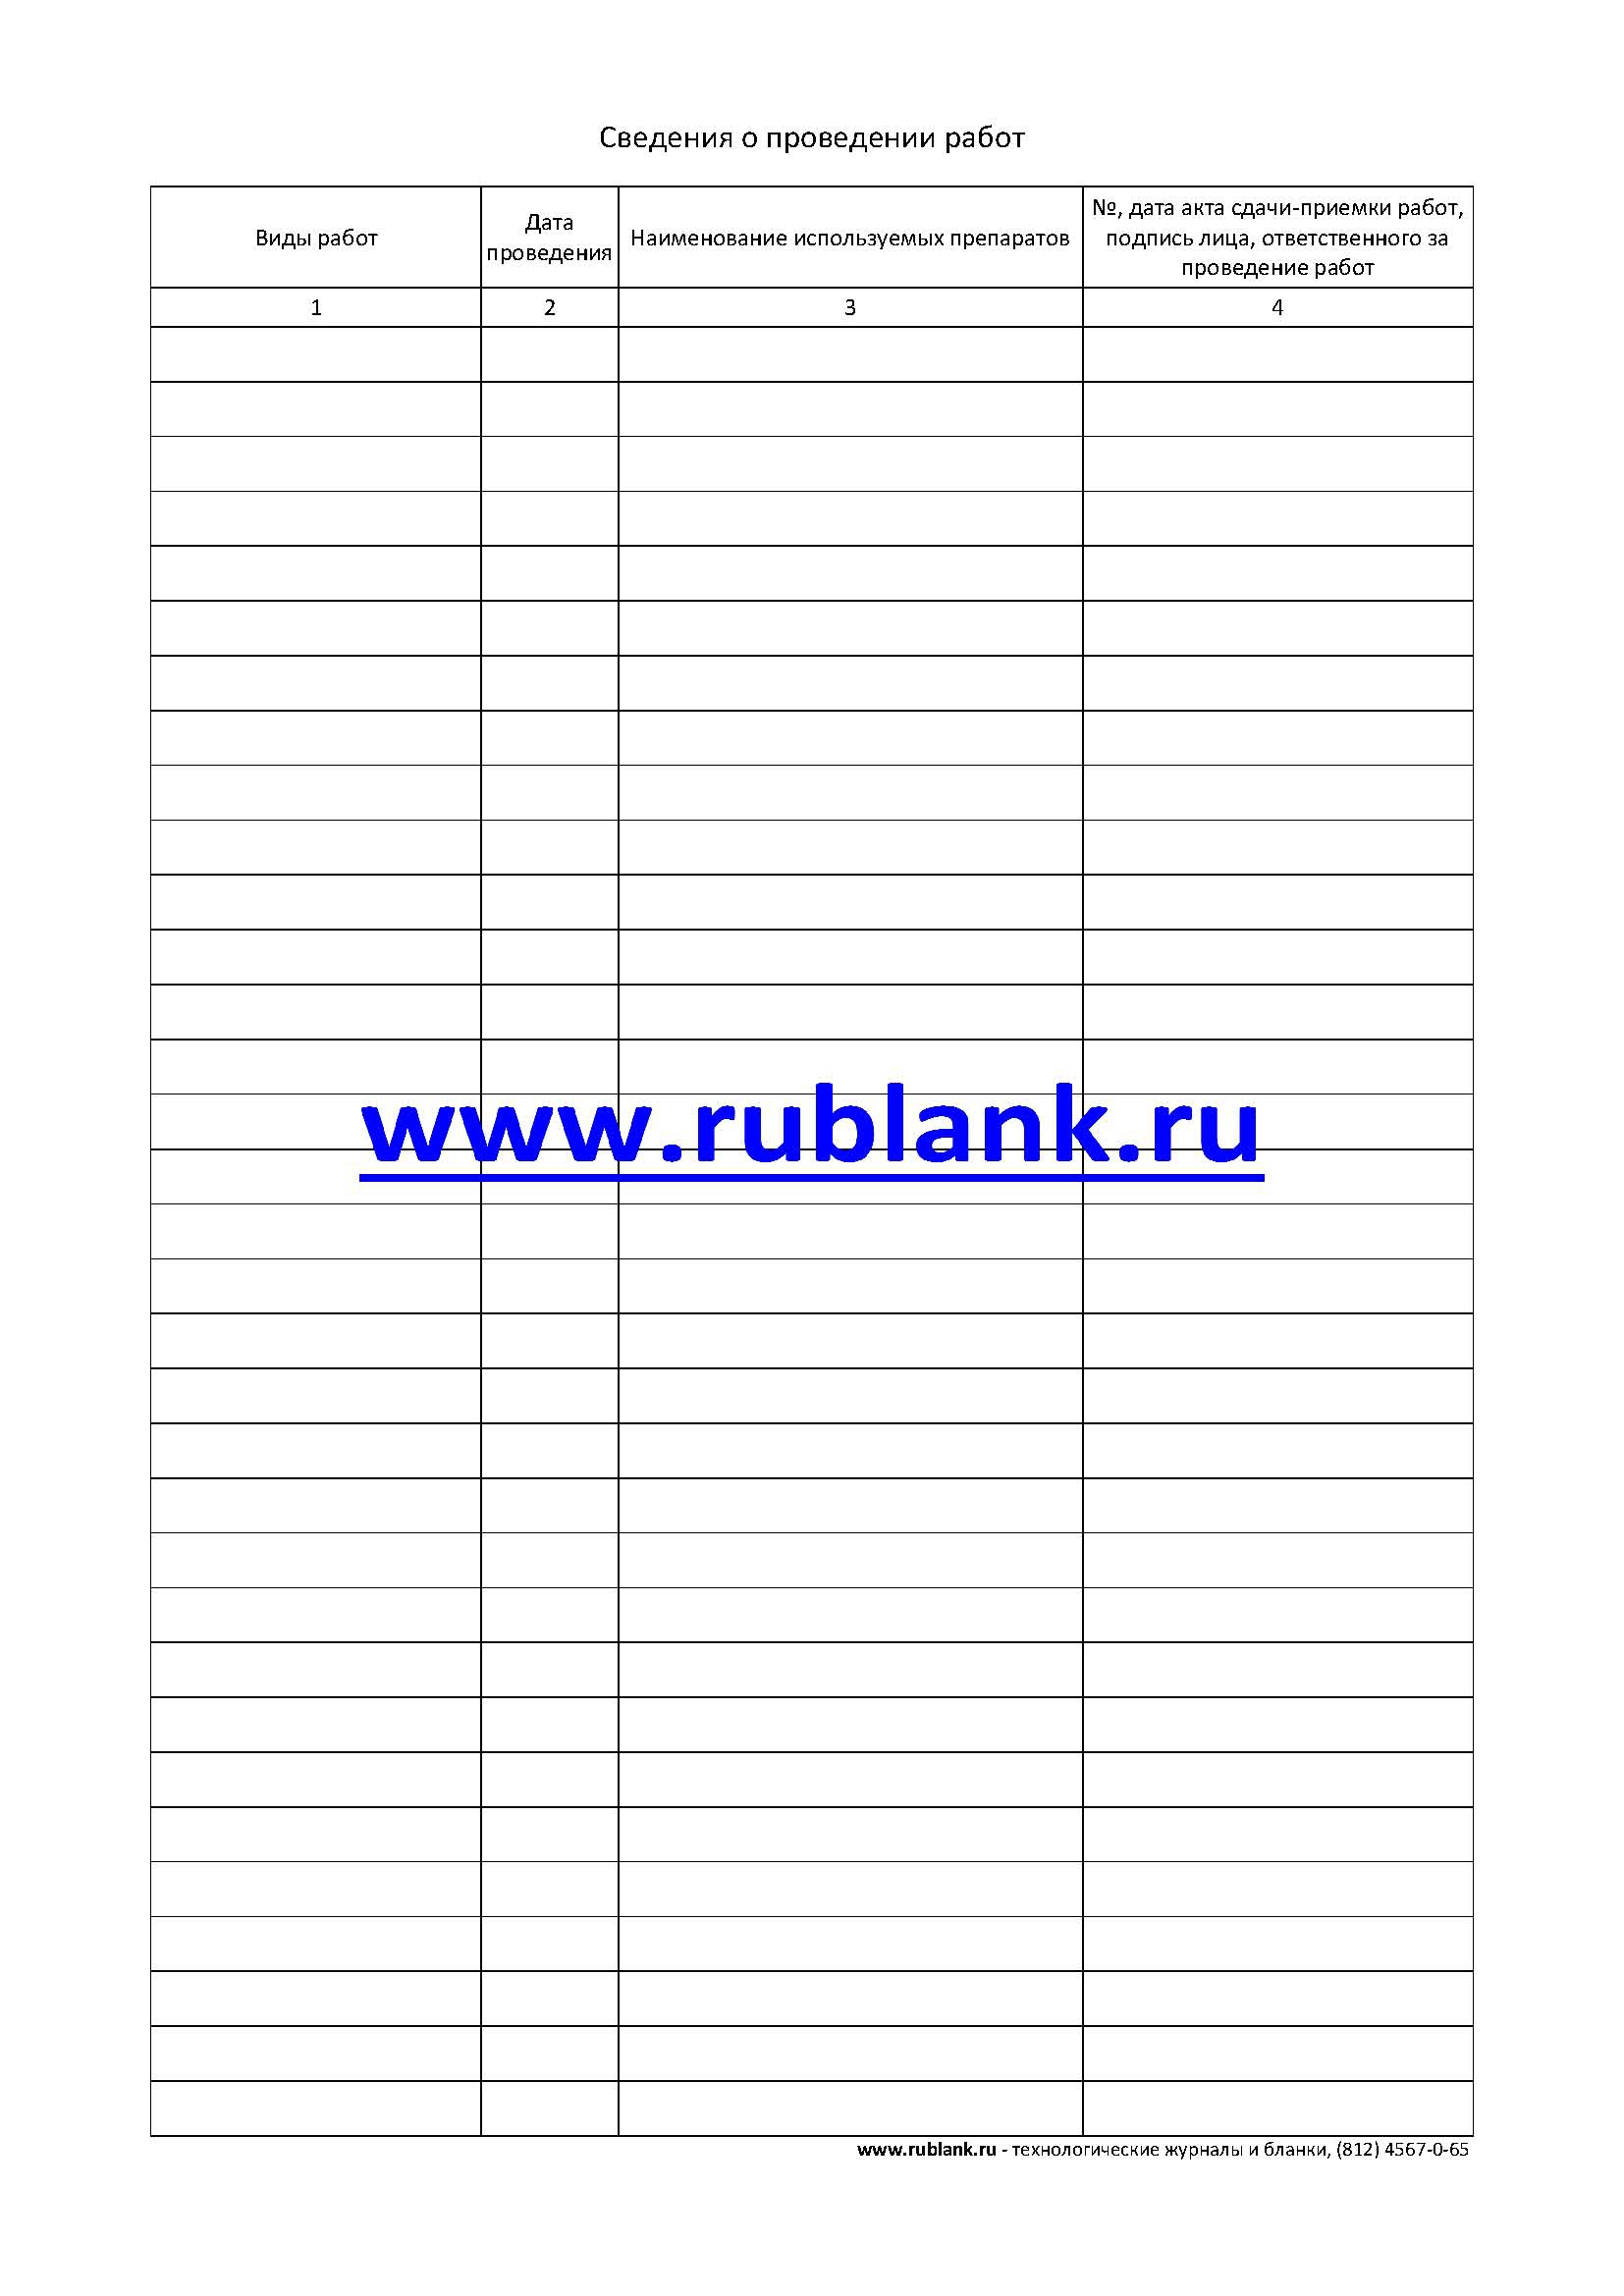 Сведения о проведении работ
Виды работ
Дата
проведения
Наименование используемых препаратов
№, дата акта сдачи-приемки работ,
подпись лица, ответственного за
проведение работ
1
2
3
4
www.rublank.ru
www.rublank.ru - технологические журналы и бланки, (812) 4567-0-65